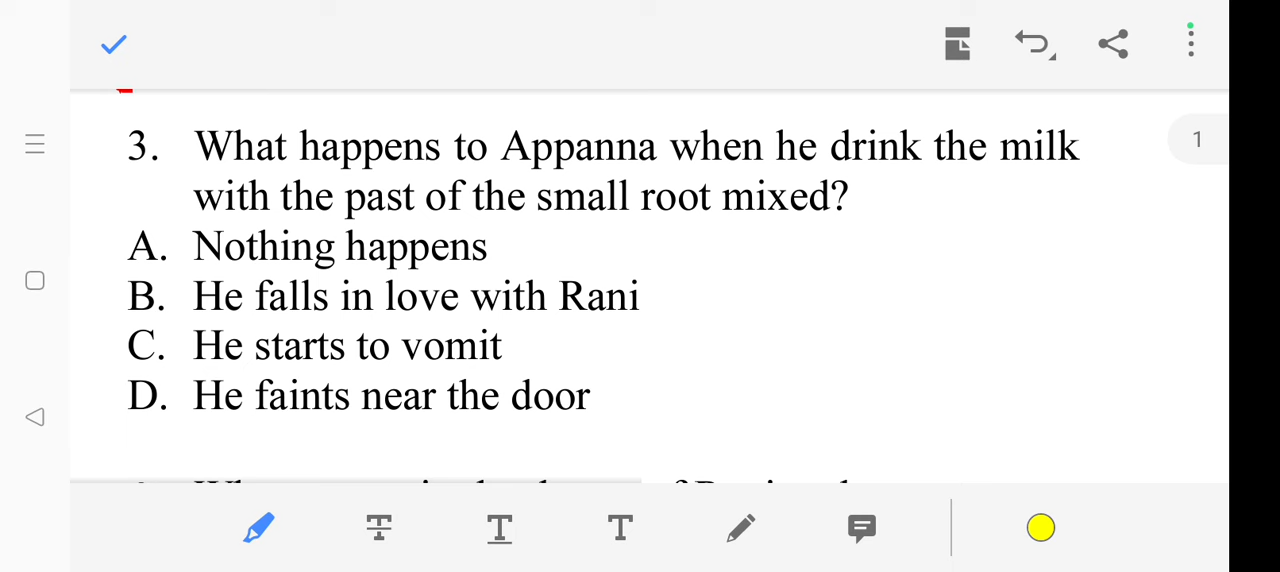 1
3. What happens to Appanna when he drink the milk
with the past of the small root mixed?
A. Nothing happens
B. He falls in love with Rani
C. He starts to vomit
D. He faints near the door
T T T